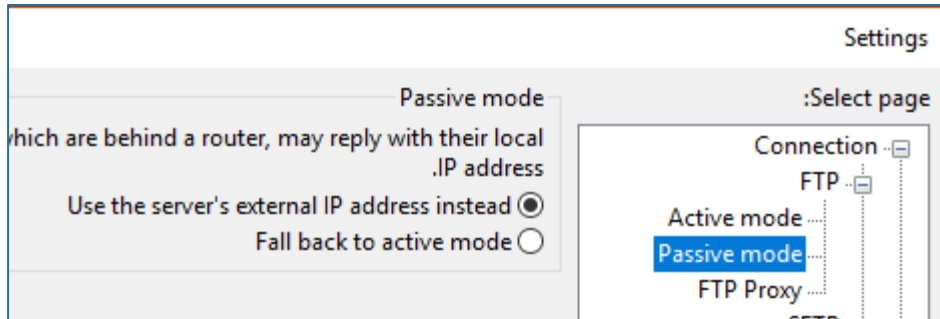 Settings
:Select page
Connection
FTP
Active mode
Passive mode
FTP Proxy
Passive mode
which are behind a router, may reply with their local
.IP address
Use the server's external IP address instead
Fall back to active mode